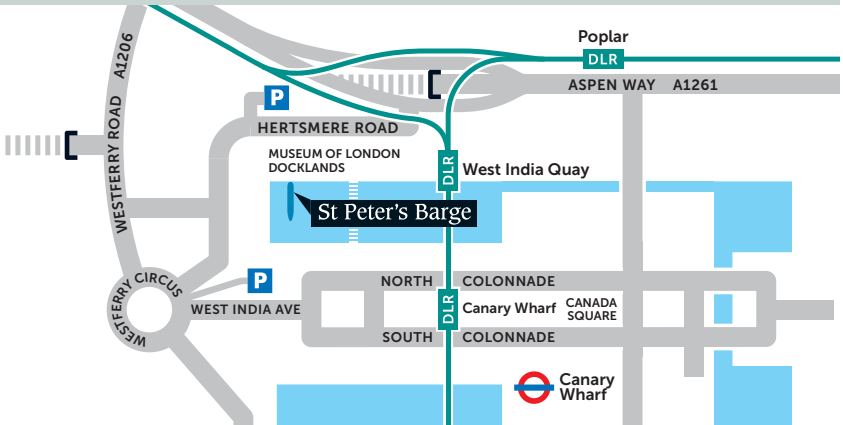 Poplar
DLR
A1206
ASPEN WAY A1261
P
WESTFERRY ROAD
HERTSMERE ROAD
MUSEUM OF LONDON
DOCKLANDS
DLR
West India Quay
St Peter's Barge
WESTFERRY CIRCUS
P
NORTH COLONNADE
WEST INDIA AVE
DLR
Canary Wharf
CANADA
SQUARE
SOUTH COLONNADE
Canary
Wharf